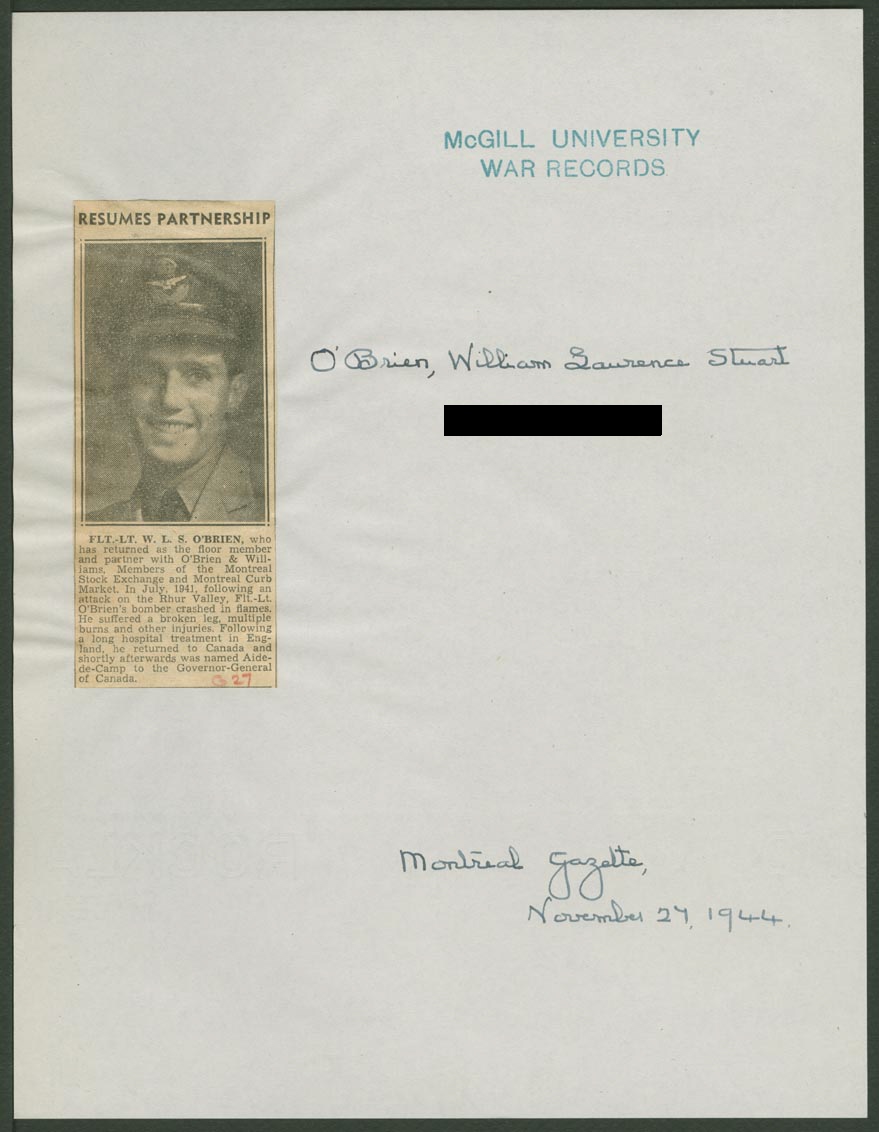 McGILL UNIVERSITY
WAR RECORDS
RESUMES PARTNERSHIP
O'Brien, William Laurence Stuart
FLT.-LT. W. L. S. O'BRIEN, who
has returned as the floor member
and partner with O'Brien & Wil-
liams, Members of the Montreal
Stock Exchange and Montreal Curb
Market. In July, 1941, following an
attack on the Rhur Valley, Flt.-Lt.
O'Brien's bomber crashed in flames.
He suffered a broken leg, multiple
burns and other injuries. Following
a long hospital treatment in Eng-
land, he returned to Canada and
shortly afterwards was named Aide-
de-Camp to the Governor-General
of Canada.
G 27
Montreal Gazette,
November 27, 1944.